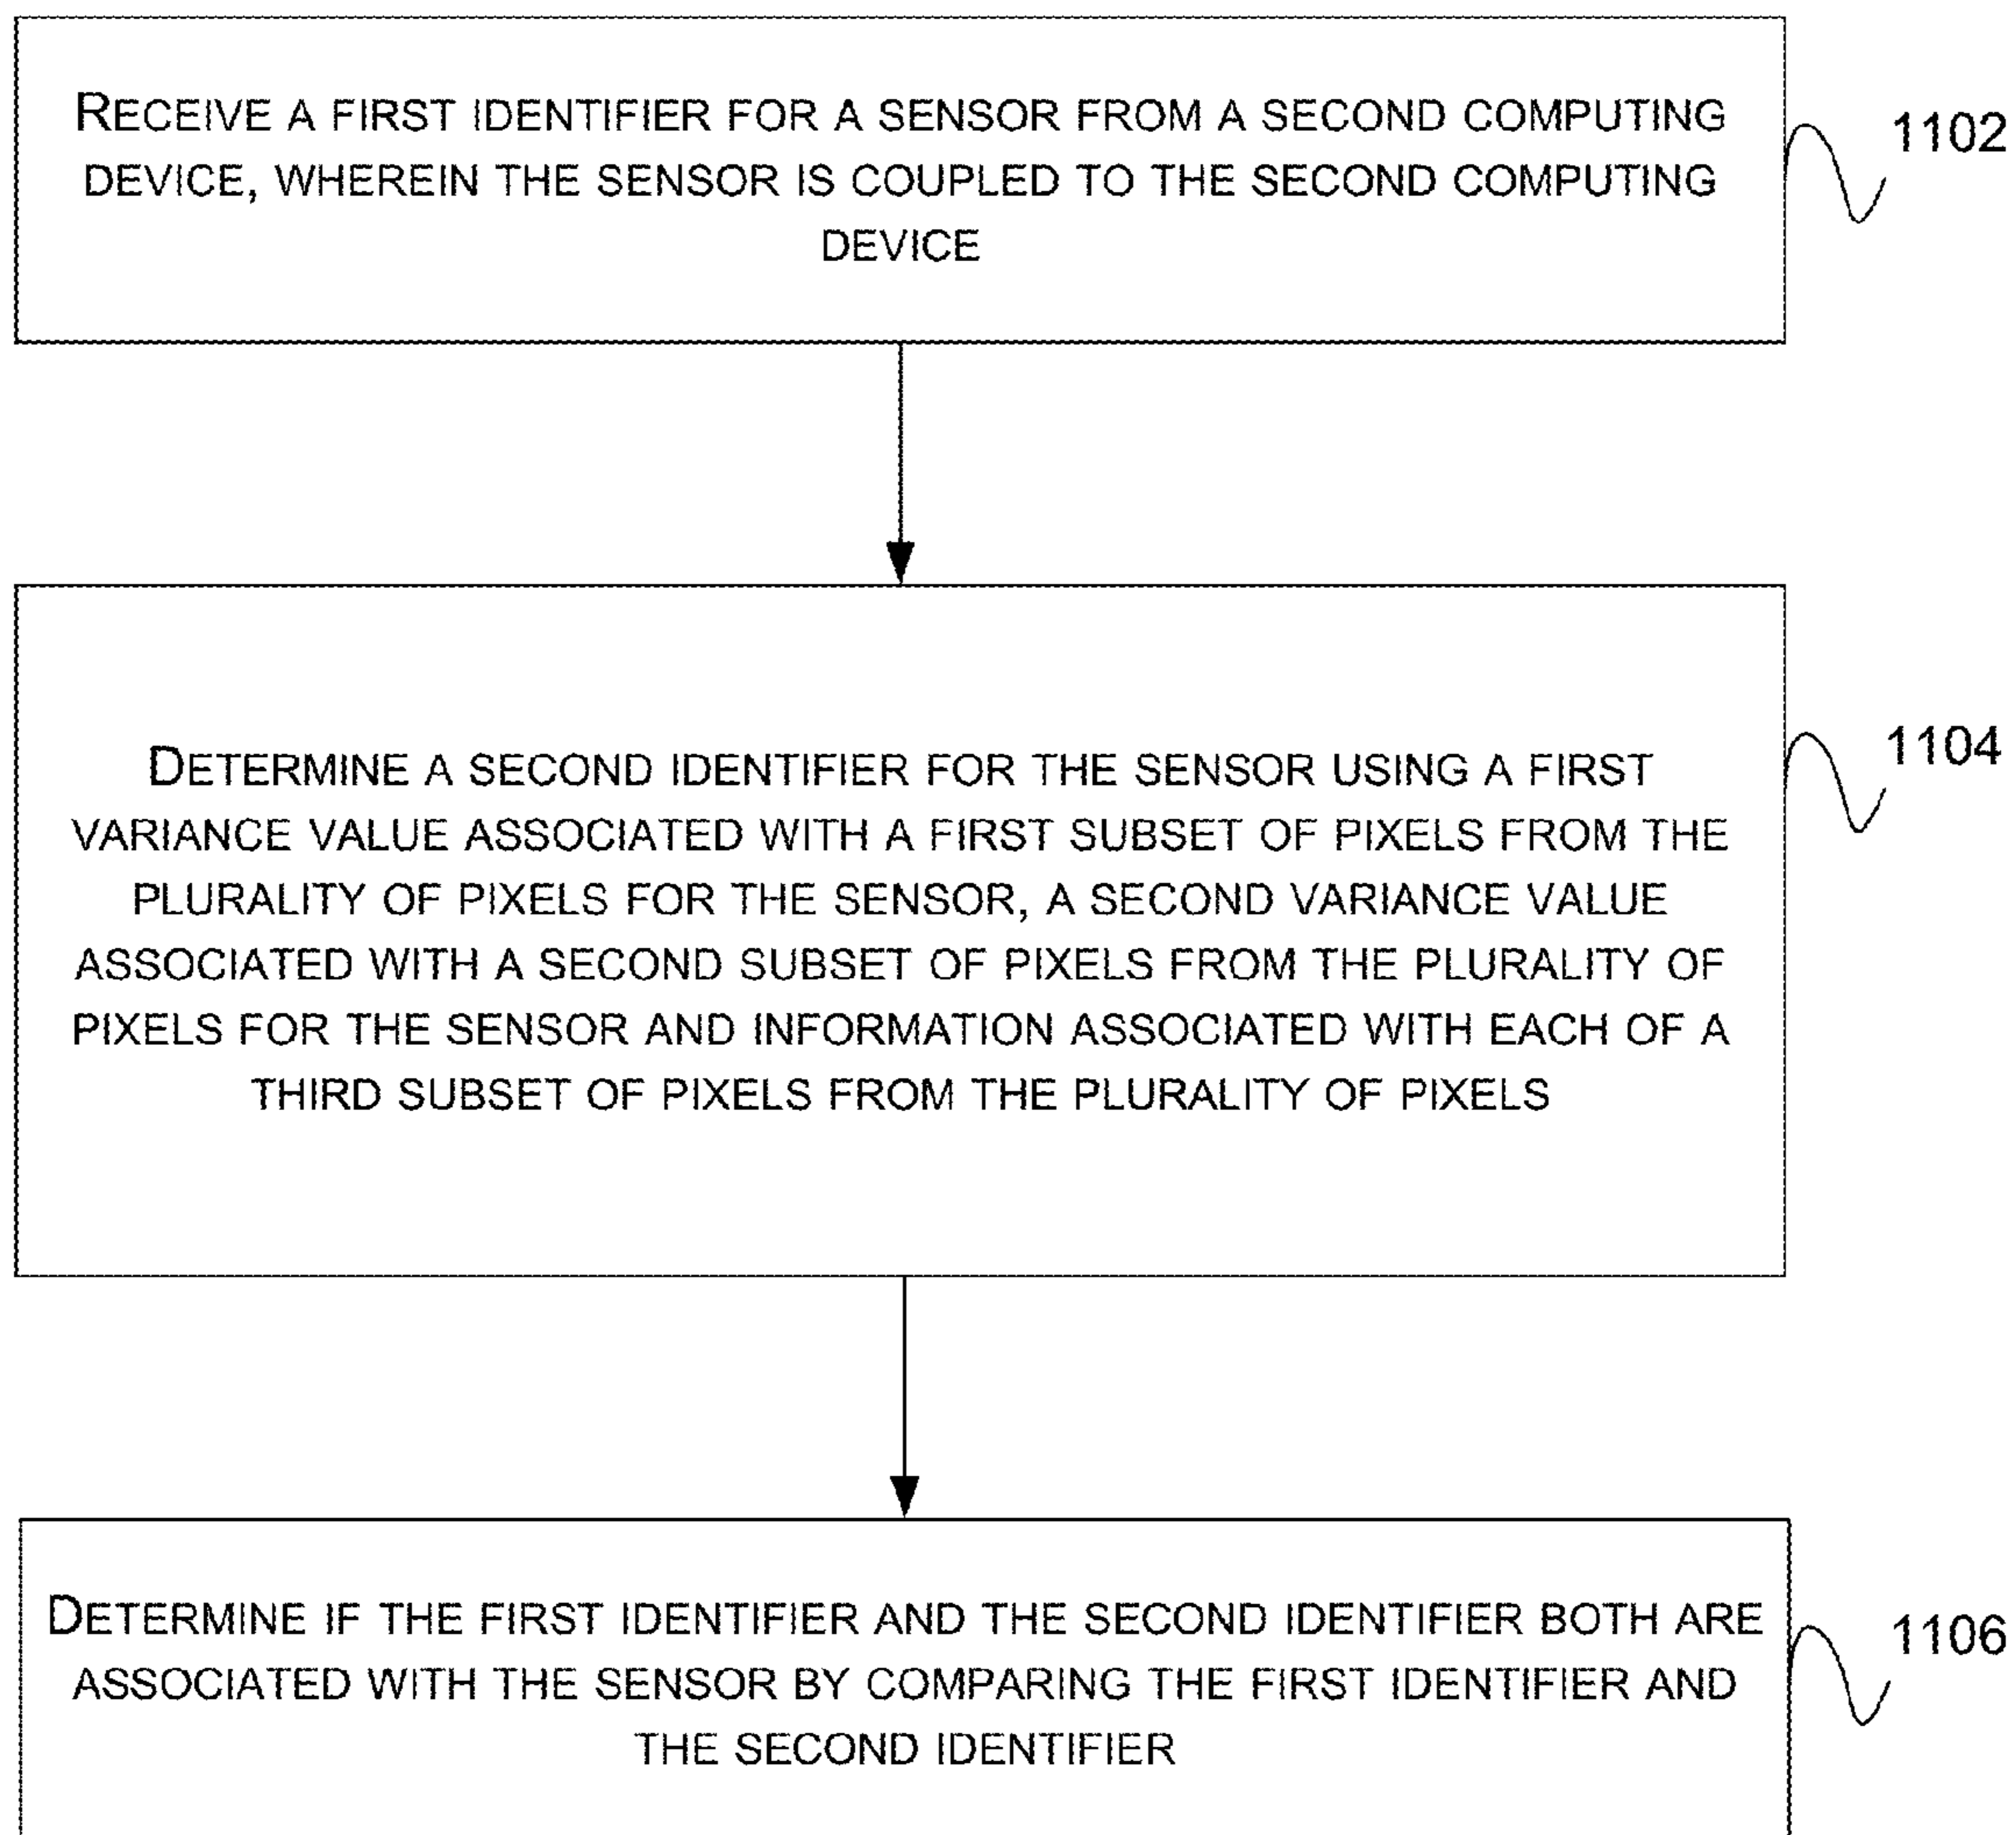 RECEIVE A FIRST IDENTIFIER FOR A SENSOR FROM A SECOND COMPUTING
DEVICE, WHEREIN THE SENSOR IS COUPLED TO THE SECOND COMPUTING
DEVICE
1102
DETERMINE A SECOND IDENTIFIER FOR THE SENSOR USING A FIRST
VARIANCE VALUE ASSOCIATED WITH A FIRST SUBSET OF PIXELS FROM THE
PLURALITY OF PIXELS FOR THE SENSOR, A SECOND VARIANCE VALUE
ASSOCIATED WITH A SECOND SUBSET OF PIXELS FROM THE PLURALITY OF
PIXELS FOR THE SENSOR AND INFORMATION ASSOCIATED WITH EACH OF A
THIRD SUBSET OF PIXELS FROM THE PLURALITY OF PIXELS
1104
DETERMINE IF THE FIRST IDENTIFIER AND THE SECOND IDENTIFIER BOTH ARE
ASSOCIATED WITH THE SENSOR BY COMPARING THE FIRST IDENTIFIER AND
THE SECOND IDENTIFIER
1106